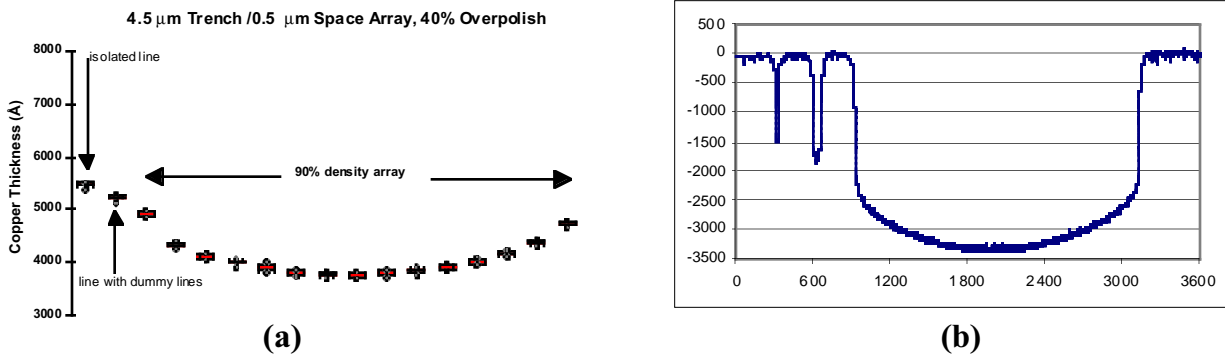 4.5 μm Trench /0.5 μm Space Array, 40% Overpolish
8000
7000
6000
5000
4000
3000
Copper Thickness (Å)
isolated line
90% density array
line with dummy lines
(a)
500
0
-500
-1000
-1500
-2000
-2500
-3000
-3500
0 600 1200 1800 2400 3000 3600
(b)